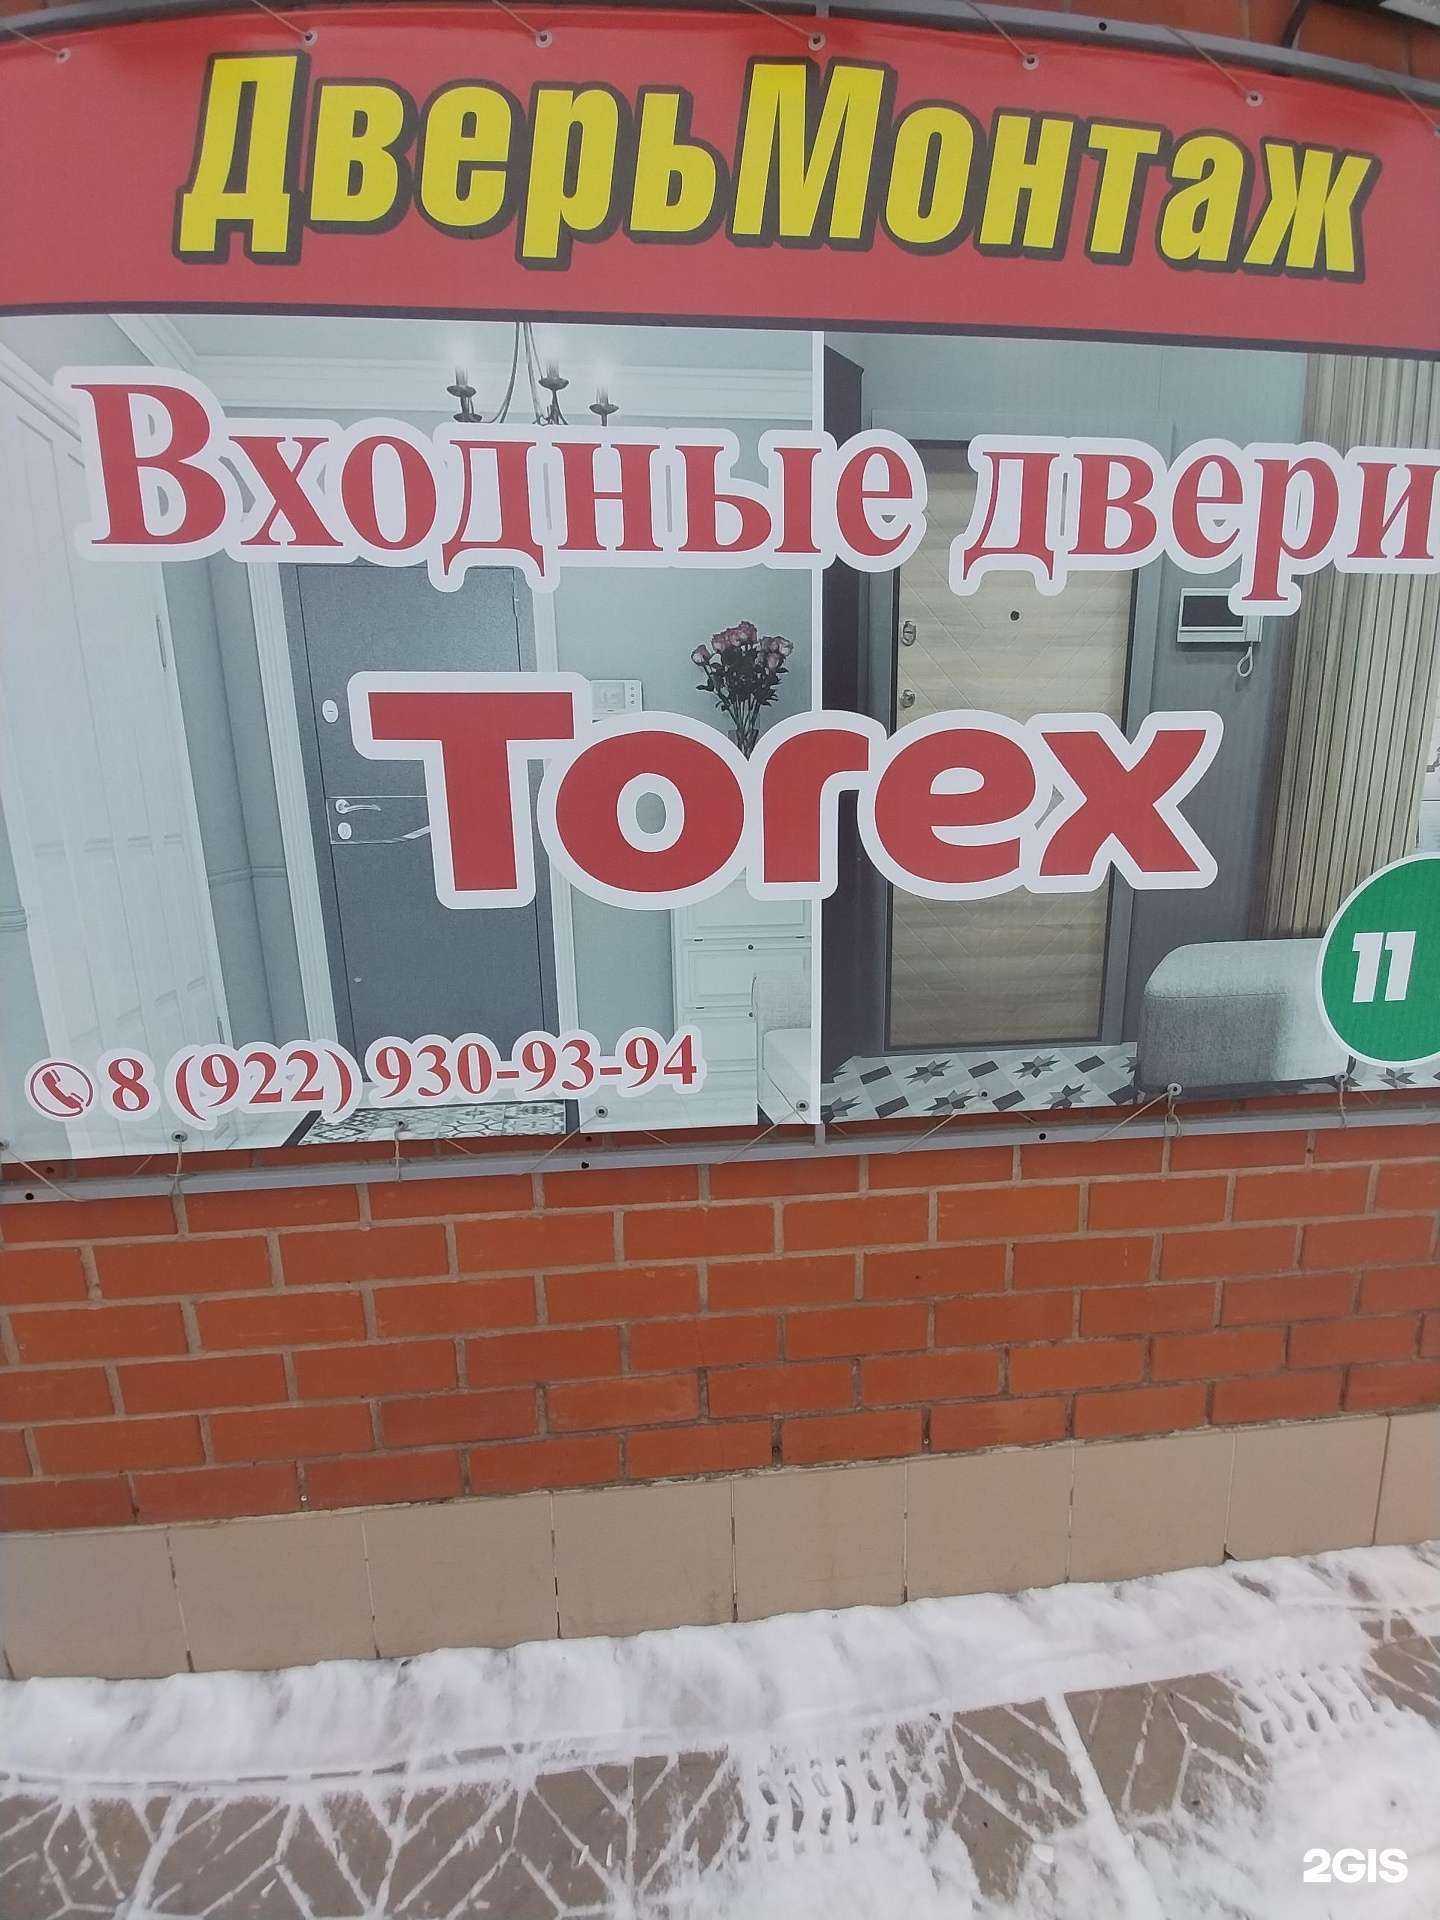 ДверьМонтаж
Входные двери
Torex
8 (922) 930-93-94
11
2GIS